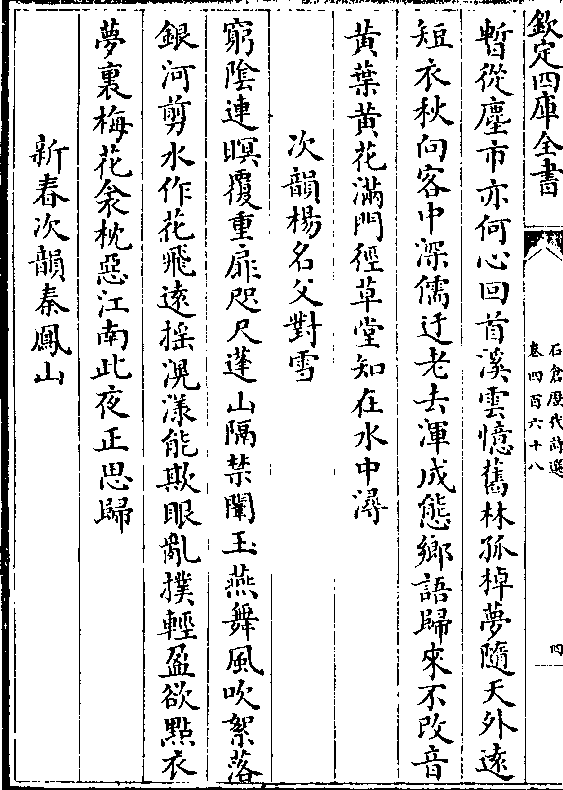 欽定四庫全書
石倉歷代詩選
卷四百六十八
四
暫從塵市亦何心回首溪雲憶舊林孤棹夢隨天外遠
短衣秋向客中深儒迂老去渾成態鄉語歸來不改音
黄葉黄花滿門徑草堂知在水中潯
次韻楊名父對雪
窮陰連暝覆重扉咫尺蓬山隔禁闈玉燕舞風吹絮落
銀河剪水作花飛遠揺滉漾能欺眼亂撲輕盈欲點衣
夢裏梅花衾枕惡江南此夜正思歸
新春次韻秦鳳山